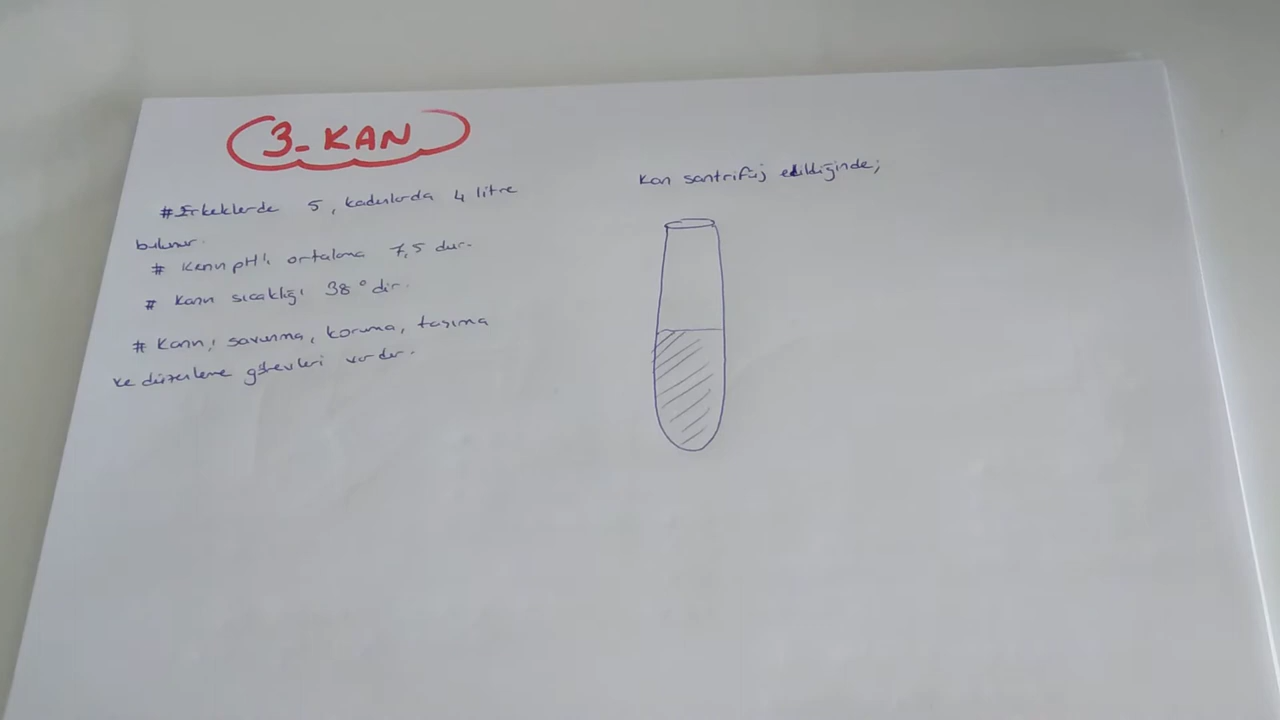 3- KAN
# Erkeklerde 5, kadınlarda 4 litre
bulunur.
# Kanın pH'ı ortalama 7,5 dur.
# Kanın sıcaklığı 38° dir.
# Kanın; savunma, koruma, taşıma
ve düzenleme görevleri vardır.
Kan santrifüj edildiğinde;